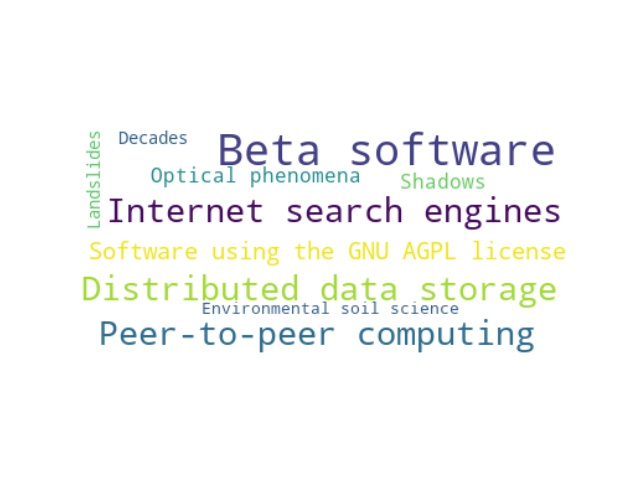 Landslides
Decades
Beta software
Optical phenomena
Shadows
Internet search engines
Software using the GNU AGPL license
Distributed data storage
Environmental soil science
Peer-to-peer computing